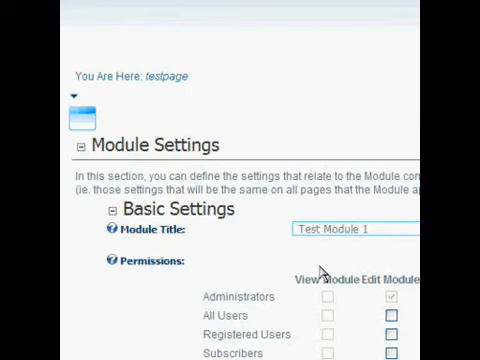 You Are Here: testpage
Module Settings
In this section, you can define the settings that relate to the Module con
(ie. those settings that will be the same on all pages that the Module ap
Basic Settings
Module Title: Test Module 1
Permissions:
View Module Edit Module
Administrators
All Users
Registered Users
Subscribers